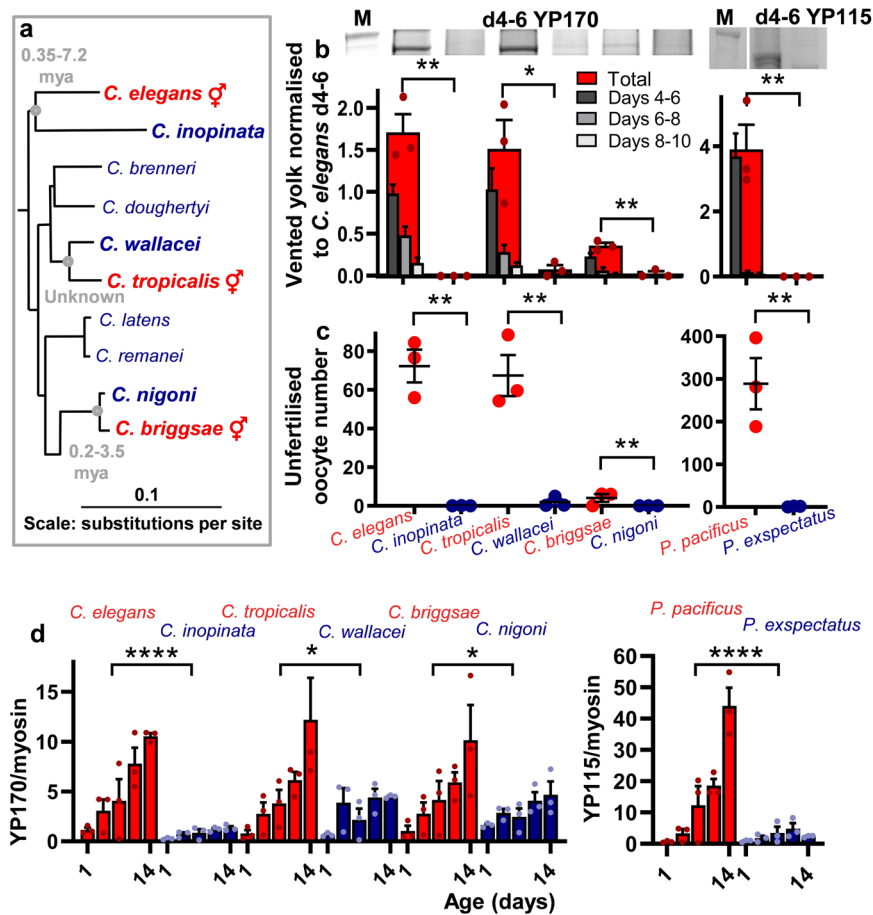 a
0.35-7.2
mya
C. elegans ⚥
C. inopinata
C. brenneri
C. doughertyi
C. wallacei
C. tropicalis ⚥
Unknown
C. latens
C. remanei
C. nigoni
C. briggsae ⚥
0.2-3.5
mya
0.1
Scale: substitutions per site
M d4-6 YP170
M d4-6 YP115
b
Vented yolk normalised
to C. elegans d4-6
2.0
1.5
1.0
0.5
0.0
** * **
Total
Days 4-6
Days 6-8
Days 8-10
**
4
2
0
c
Unfertilised
oocyte number
80
60
40
20
0
** ** **
C. elegans
C. inopinata
C. tropicalis
C. wallacei
C. briggsae
C. nigoni
**
400
300
200
100
0
P. pacificus
P. exspectatus
d
C. elegans C. tropicalis C. briggsae
C. inopinata C. wallacei C. nigoni
**** * *
YP170/myosin
15
10
5
0
1 14 1 14 1 14 1 14
Age (days)
P. pacificus
P. exspectatus
****
YP115/myosin
60
50
40
30
20
10
0
1 14 1 14